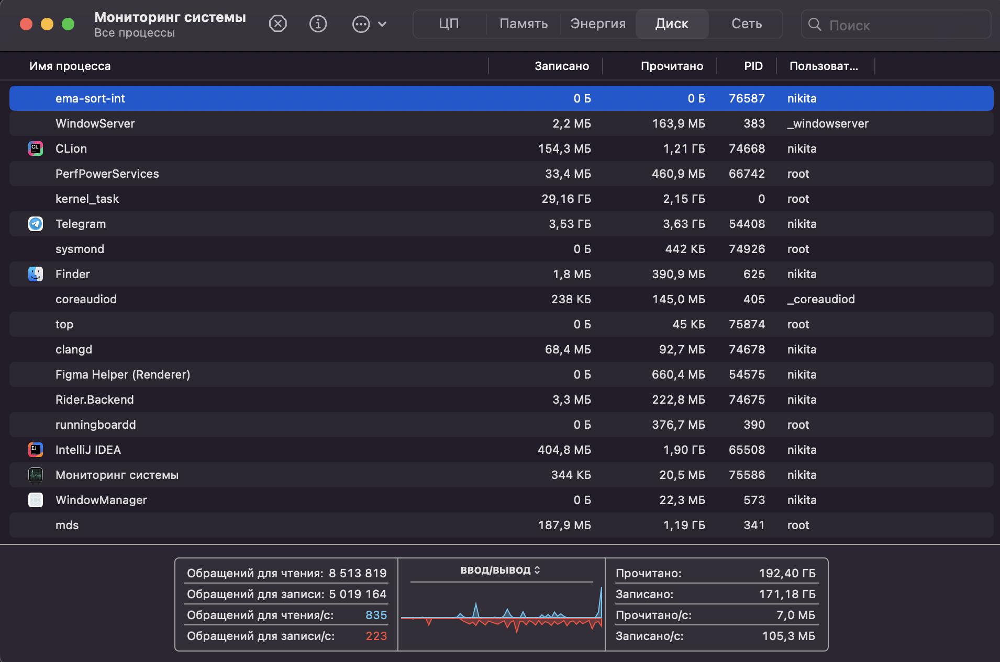 Мониторинг системы
Все процессы
ЦП Память Энергия Диск Сеть Поиск
Имя процесса Записано Прочитано PID Пользоват...
ema-sort-int 0 Б 0 Б 76587 nikita
WindowServer 2,2 МБ 163,9 МБ 383 _windowserver
CL CLion 154,3 МБ 1,21 ГБ 74668 nikita
PerfPowerServices 33,4 МБ 460,9 МБ 66742 root
kernel_task 29,16 ГБ 2,15 ГБ 0 root
Telegram 3,53 ГБ 3,63 ГБ 54408 nikita
sysmond 0 Б 442 КБ 74926 root
Finder 1,8 МБ 390,9 МБ 625 nikita
coreaudiod 238 КБ 145,0 МБ 405 _coreaudiod
top 0 Б 45 КБ 75874 root
clangd 68,4 МБ 92,7 МБ 74678 nikita
Figma Helper (Renderer) 0 Б 660,4 МБ 54575 nikita
Rider.Backend 3,3 МБ 222,8 МБ 74675 nikita
runningboardd 0 Б 376,7 МБ 390 root
IJ IntelliJ IDEA 404,8 МБ 1,90 ГБ 65508 nikita
Мониторинг системы 344 КБ 20,5 МБ 75586 nikita
WindowManager 0 Б 22,3 МБ 573 nikita
mds 187,9 МБ 1,19 ГБ 341 root
Обращений для чтения: 8 513 819
Обращений для записи: 5 019 164
Обращений для чтения/с: 835
Обращений для записи/с: 223
ВВОД/ВЫВОД
Прочитано: 192,40 ГБ
Записано: 171,18 ГБ
Прочитано/с: 7,0 МБ
Записано/с: 105,3 МБ